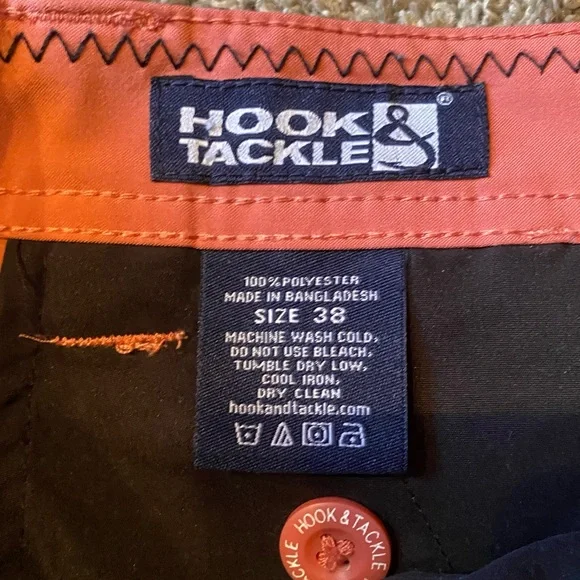 HOOK &
TACKLE
®
100% POLYESTER
MADE IN BANGLADESH
SIZE 38
MACHINE WASH COLD,
DO NOT USE BLEACH,
TUMBLE DRY LOW,
COOL IRON,
DRY CLEAN
hookandtackle.com
HOOK & TACKLE
CKLE